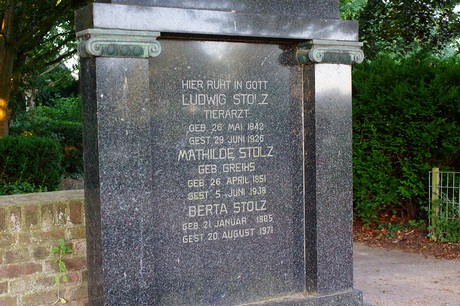 HIER RUHT IN GOTT
LUDWIG STOLZ
TIERARZT
GEB. 26 MAI 1842
GEST. 29 JUNI 1926
MATHILDE STOLZ
GEB. GREIHS
GEB. 26 APRIL 1851
GEST. 5. JUNI 1938
BERTA STOLZ
GEB. 21 JANUAR 1885
GEST. 20 AUGUST 1971